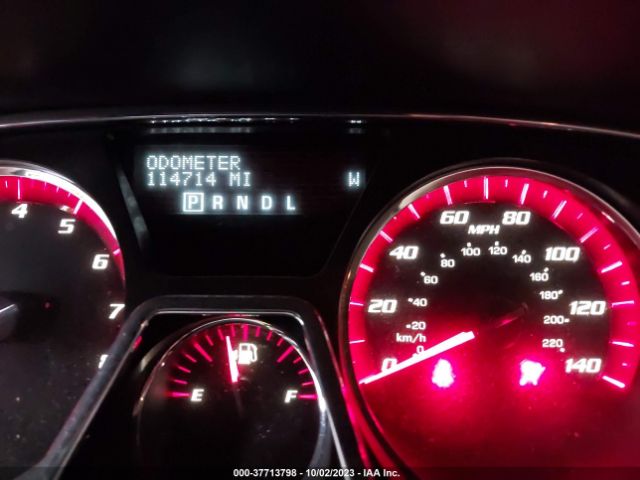 ODOMETER
114714 MI W
P R N D L
4 5 6 7 8
0 20 40 60 80 100 120 140
MPH
20 40 60 80 100 120 140 160 180 200 220
km/h
0
E F
000-37713798 - 10/02/2023 - IAA Inc.